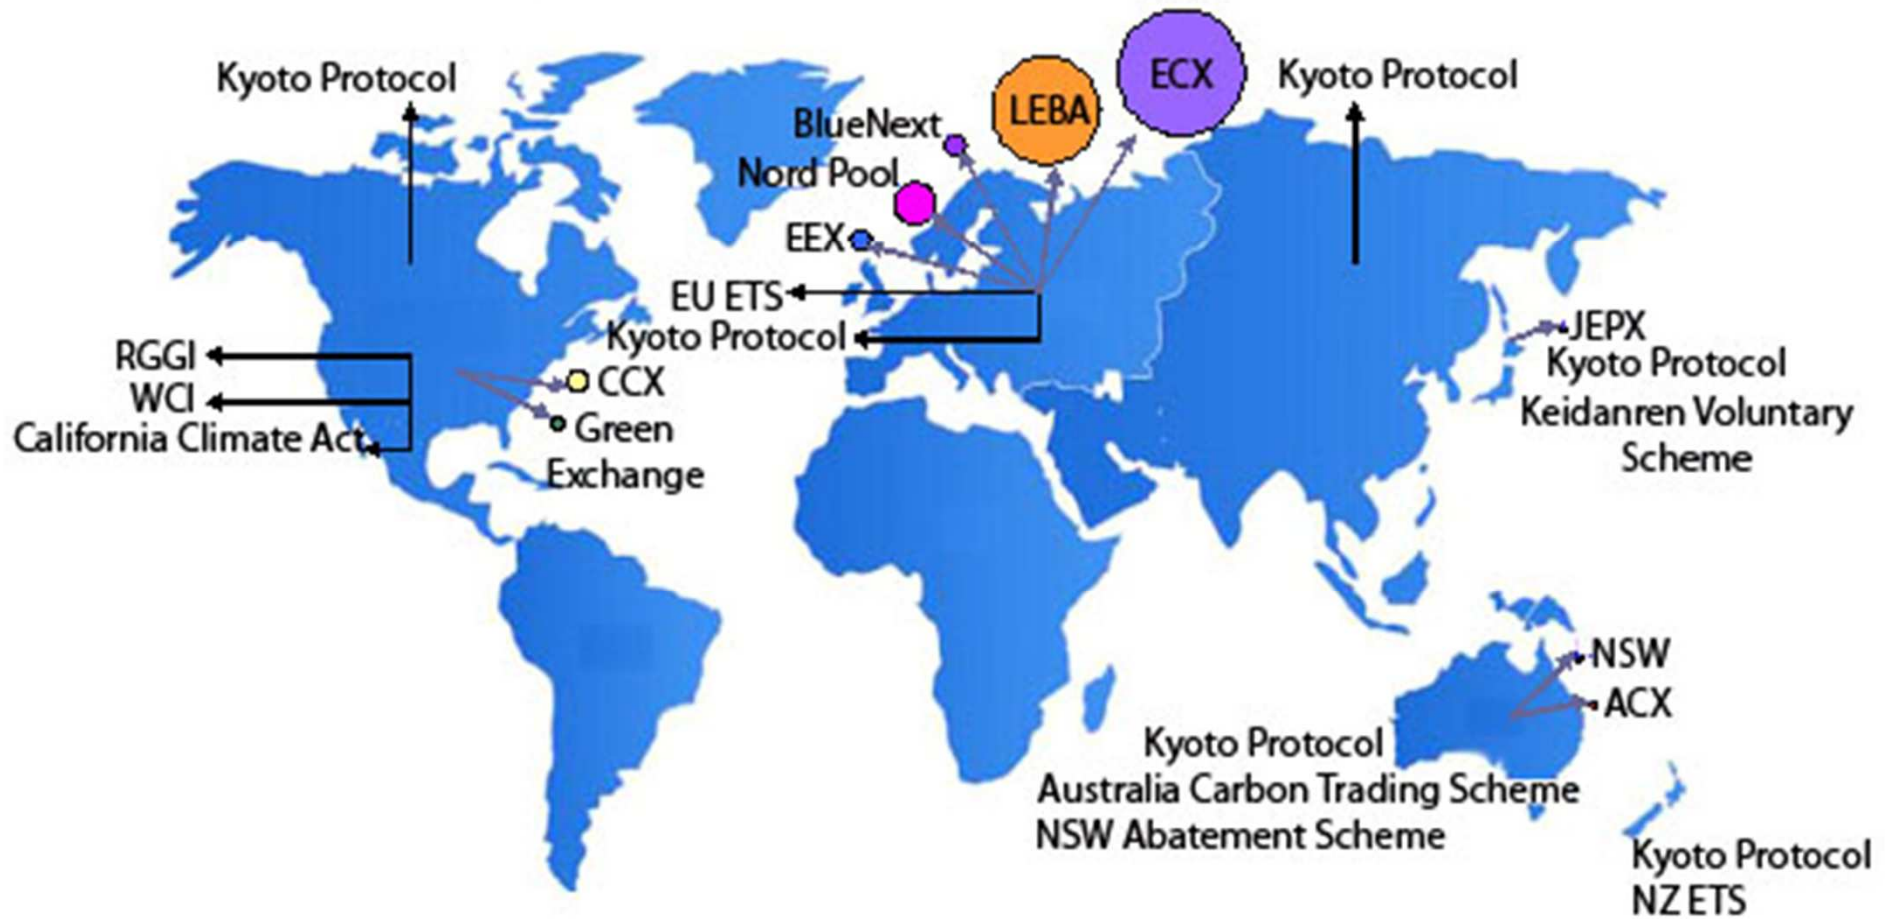 Kyoto Protocol
ECX
Kyoto Protocol
LEBA
BlueNext
Nord Pool
EEX
EU ETS
Kyoto Protocol
RGGI
WCI
California Climate Act
CCX
Green
Exchange
JEPX
Kyoto Protocol
Keidanren Voluntary
Scheme
NSW
ACX
Kyoto Protocol
Australia Carbon Trading Scheme
NSW Abatement Scheme
Kyoto Protocol
NZ ETS